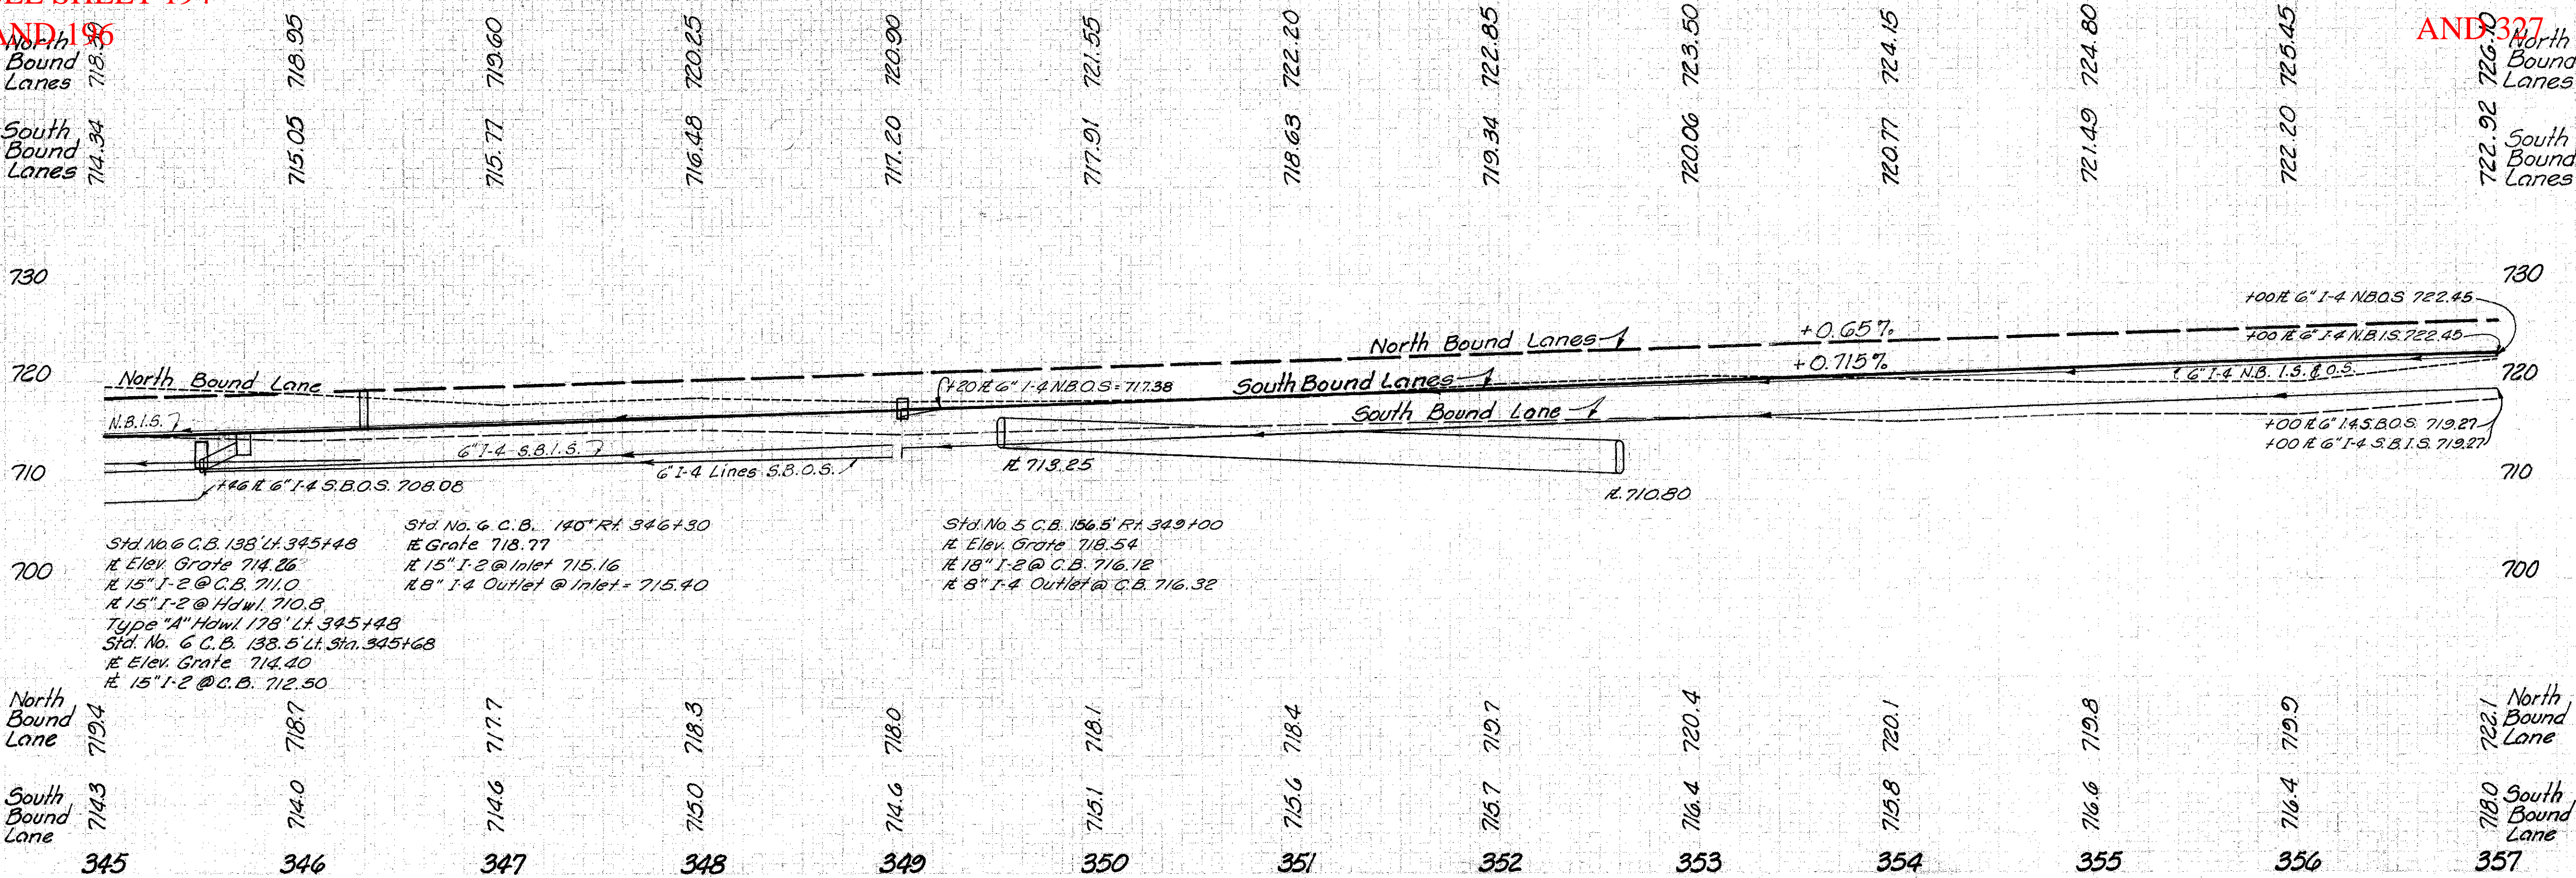 AND 196
AND 327
North
Bound
Lanes
718.95 719.60 720.25 720.90 721.55 722.20 722.85 723.50 724.15 724.80 725.45 726.10
North
Bound
Lanes
South
Bound
Lanes
714.34 715.05 715.77 716.48 717.20 717.91 718.63 719.34 720.06 720.77 721.49 722.20 722.92
South
Bound
Lanes
730
730
+00 ℄ 6" I-4 N.B.O.S 722.45
North Bound Lanes
+0.65%
+00 ℄ 6" I-4 N.B.I.S. 722.45
+0.715%
720
North Bound Lane
+20 ℄ 6" I-4 N.B.O.S = 717.38
South Bound Lanes
6" I-4 N.B. I.S. & O.S.
720
N.B.I.S.
South Bound Lane
+00 ℄ 6" I-4 S.B.O.S. 719.27
+00 ℄ 6" I-4 S.B.I.S. 719.27
6" I-4 S.B.I.S.
6" I-4 Lines S.B.O.S.
710
℄ 713.25
710
+46 ℄ 6" I-4 S.B.O.S. 708.08
℄ 710.80
Std. No. 6 C.B. 138' Lt. 345+48
℄ Elev. Grate 714.26
℄ 15" I-2 @ C.B. 711.0
℄ 15" I-2 @ Hdwl. 710.8
Type "A" Hdwl. 178' Lt. 345+48
Std. No. 6 C.B. 138.5' Lt. Sta. 345+68
℄ Elev. Grate 714.40
℄ 15" I-2 @ C.B. 712.50
Std. No. 6 C.B. 140' Rt. 346+30
℄ Grate 718.77
℄ 15" I-2 @ Inlet 715.16
℄ 8" I-4 Outlet @ Inlet = 715.40
Std. No. 5 C.B. 156.5' Rt. 349+00
℄ Elev. Grate 718.54
℄ 18" I-2 @ C.B. 716.12
℄ 8" I-4 Outlet @ C.B. 716.32
700
700
North
Bound
Lane
719.4 718.7 717.7 718.3 718.0 718.1 718.4 719.7 720.4 720.1 719.8 719.9 722.1
North
Bound
Lane
South
Bound
Lane
714.3 714.0 714.6 715.0 714.6 715.1 715.6 715.7 716.4 715.8 716.6 716.4 718.0
South
Bound
Lane
345 346 347 348 349 350 351 352 353 354 355 356 357